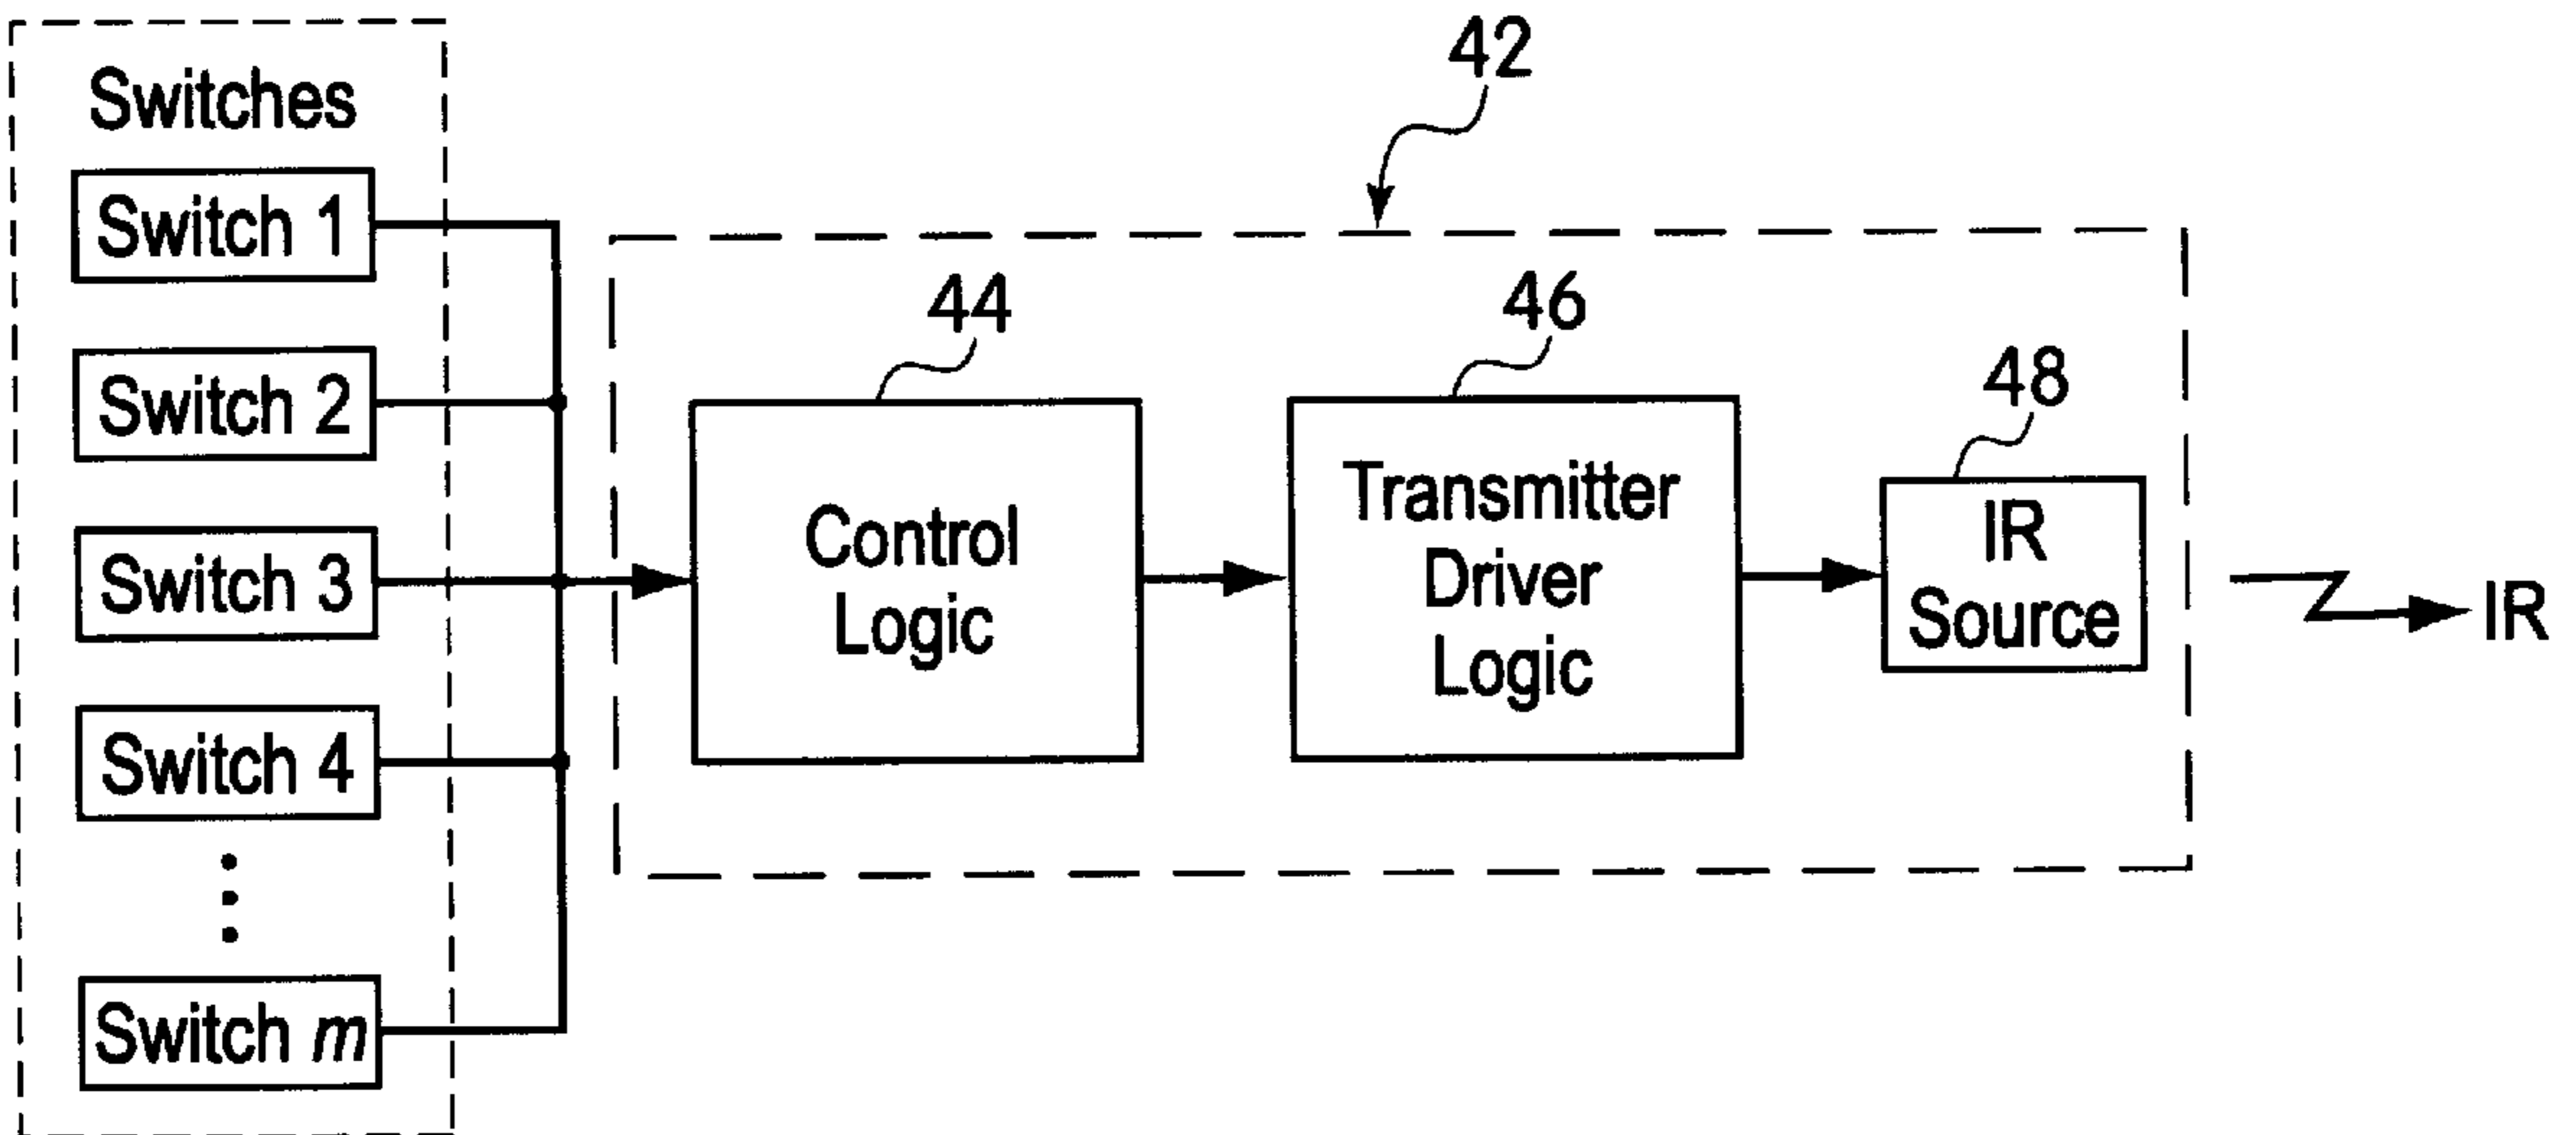 Switches
Switch 1
Switch 2
Switch 3
Switch 4
Switch m
42
44
Control
Logic
46
Transmitter
Driver
Logic
48
IR
Source
IR